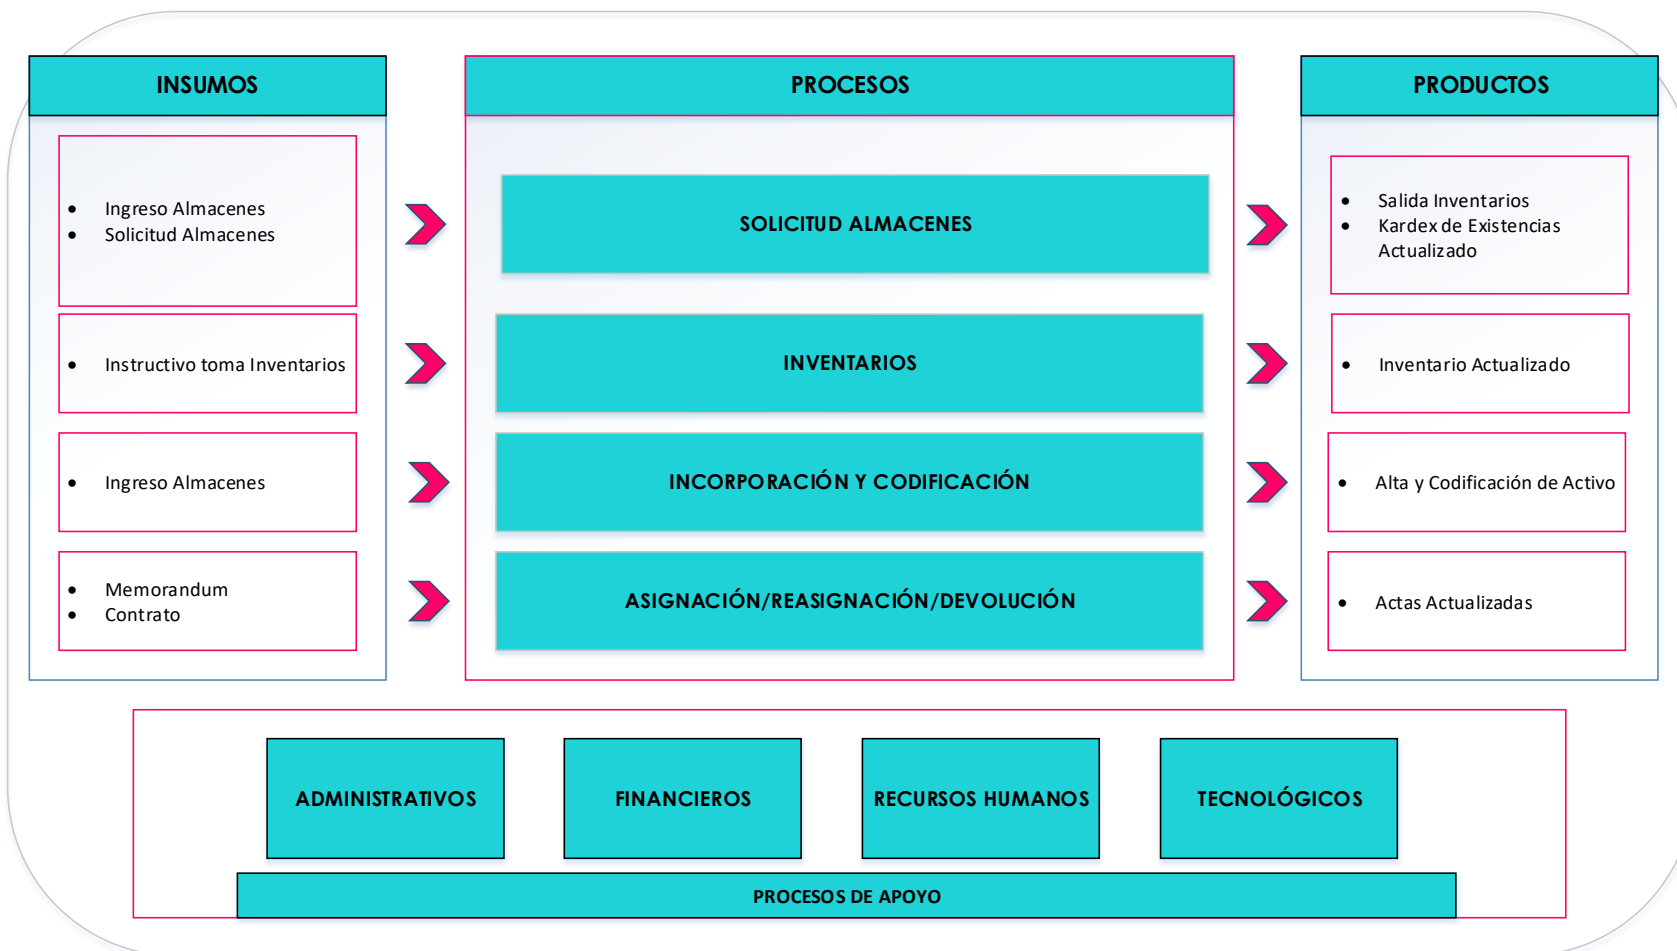 INSUMOS
PROCESOS
PRODUCTOS
• Ingreso Almacenes
• Solicitud Almacenes
SOLICITUD ALMACENES
• Salida Inventarios
• Kardex de Existencias
Actualizado
• Instructivo toma Inventarios
INVENTARIOS
• Inventario Actualizado
• Ingreso Almacenes
INCORPORACIÓN Y CODIFICACIÓN
• Alta y Codificación de Activo
• Memorandum
• Contrato
ASIGNACIÓN/REASIGNACIÓN/DEVOLUCIÓN
• Actas Actualizadas
ADMINISTRATIVOS
FINANCIEROS
RECURSOS HUMANOS
TECNOLÓGICOS
PROCESOS DE APOYO